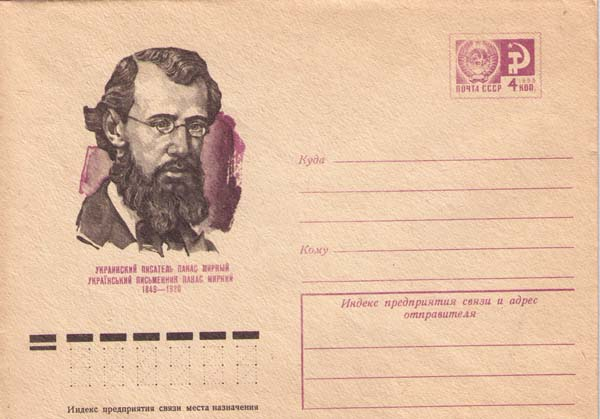 ПОЧТА СССР
1966
4 КОП.
Куда
Кому
УКРАИНСКИЙ ПИСАТЕЛЬ ПАНАС МИРНЫЙ
УКРАЇНСЬКИЙ ПИСЬМЕННИК ПАНАС МИРНИЙ
1849—1920
Индекс предприятия связи и адрес
отправителя
Индекс предприятия связи места назначения